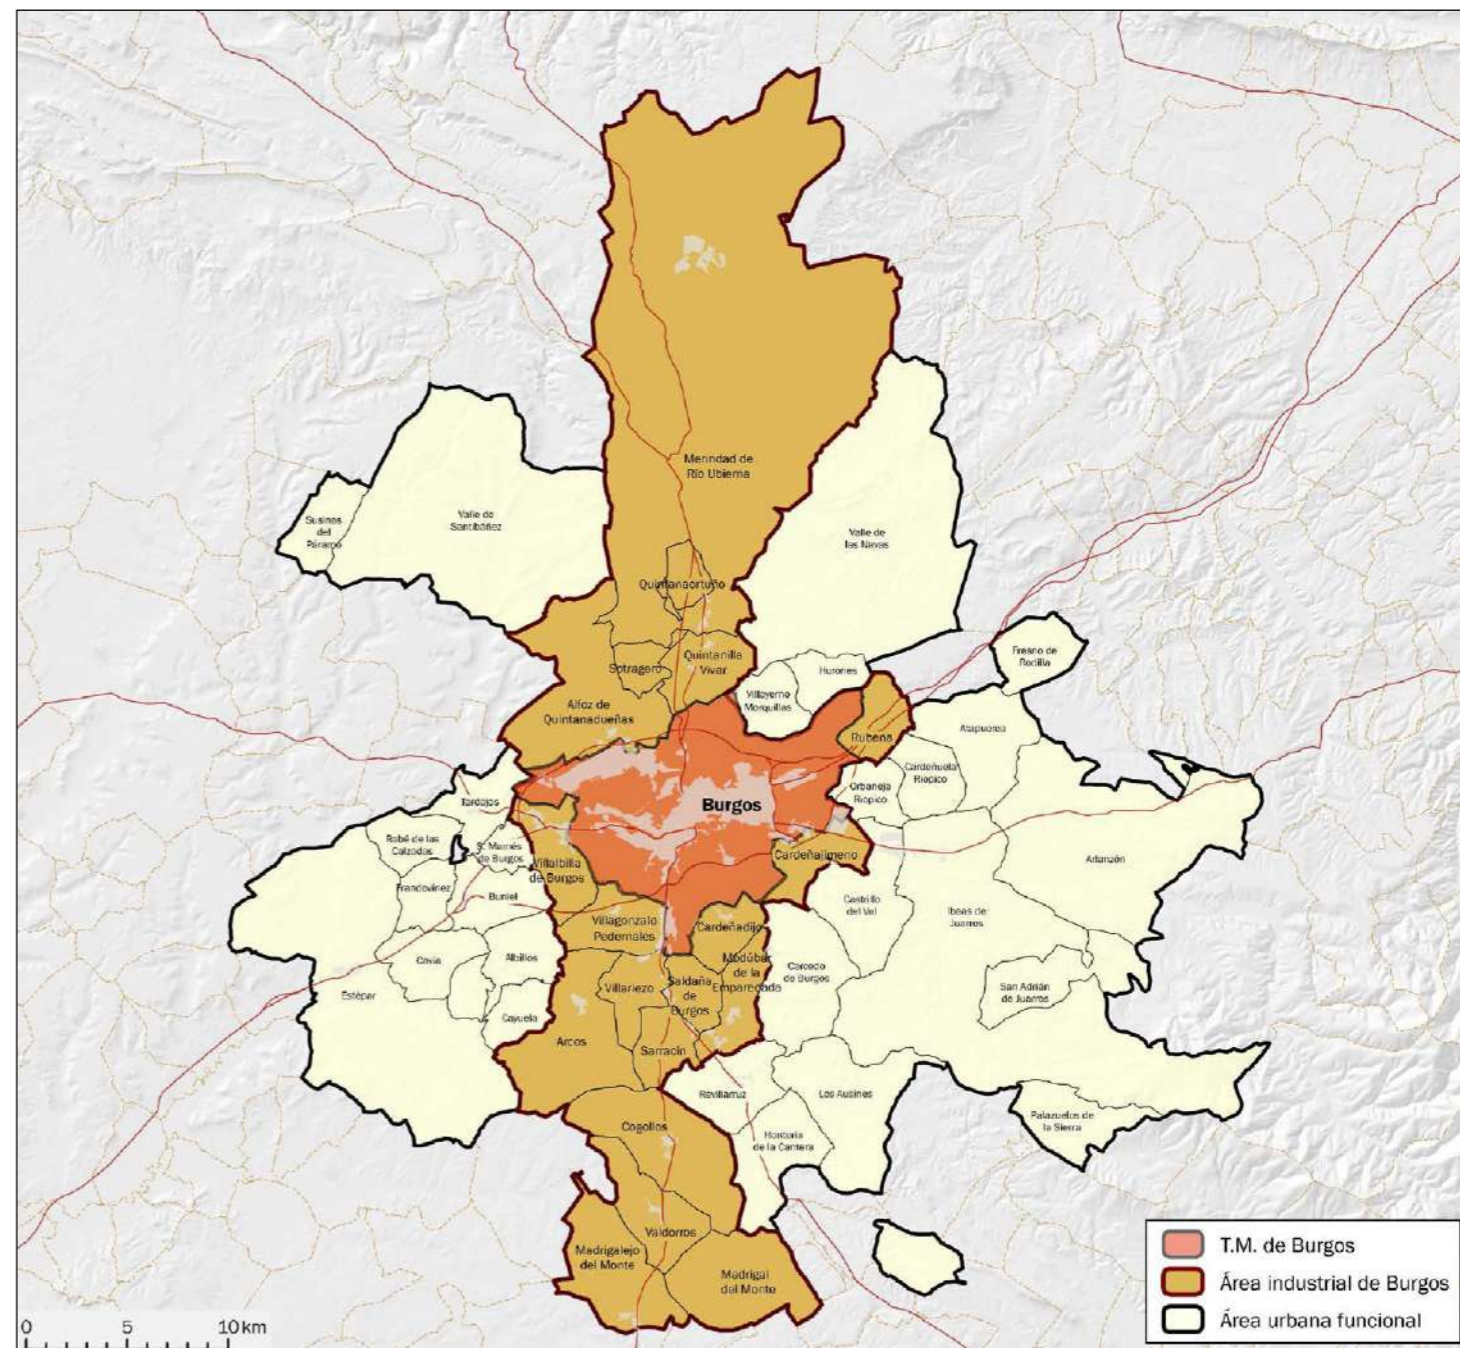 Merindad de
Río Ubierna
Susinos
del
Páramo
Valle de
Santibáñez
Valle de
las Navas
Quintanaortuño
Sotragero
Quintanilla
Vivar
Hurones
Villayerno
Morquillas
Fresno de
Rodilla
Alfoz de
Quintanadueñas
Rubena
Atapuerca
Cardeñuela
Riopico
Orbaneja
Riopico
Tardajos
Burgos
Rabé de las
Calzadas
S. Mamés
de Burgos
Villalbilla
de Burgos
Cardeñajimeno
Arlanzón
Frandovínez
Buniel
Castrillo
del Val
Ibeas de
Juarros
Villagonzalo
Pedernales
Cardeñadijo
Cavia
Albillos
Modúbar
de la
Emparedada
Carcedo
de Burgos
Estépar
Villariezo
Saldaña
de
Burgos
San Adrián
de Juarros
Cayuela
Arcos
Sarracín
Revillarruz
Los Ausines
Cogollos
Hontoria
de la Cantera
Palazuelos de
la Sierra
Valdorros
Madrigalejo
del Monte
Madrigal
del Monte
T.M. de Burgos
Área industrial de Burgos
Área urbana funcional
0 5 10 km